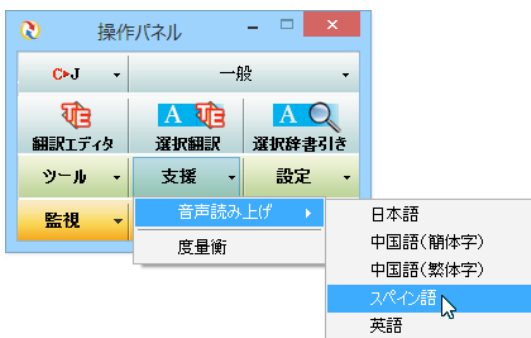 操作パネル
C▶J
一般
翻訳エディタ
選択翻訳
選択辞書引き
ツール
支援
設定
監視
音声読み上げ
度量衡
日本語
中国語(簡体字)
中国語(繁体字)
スペイン語
英語